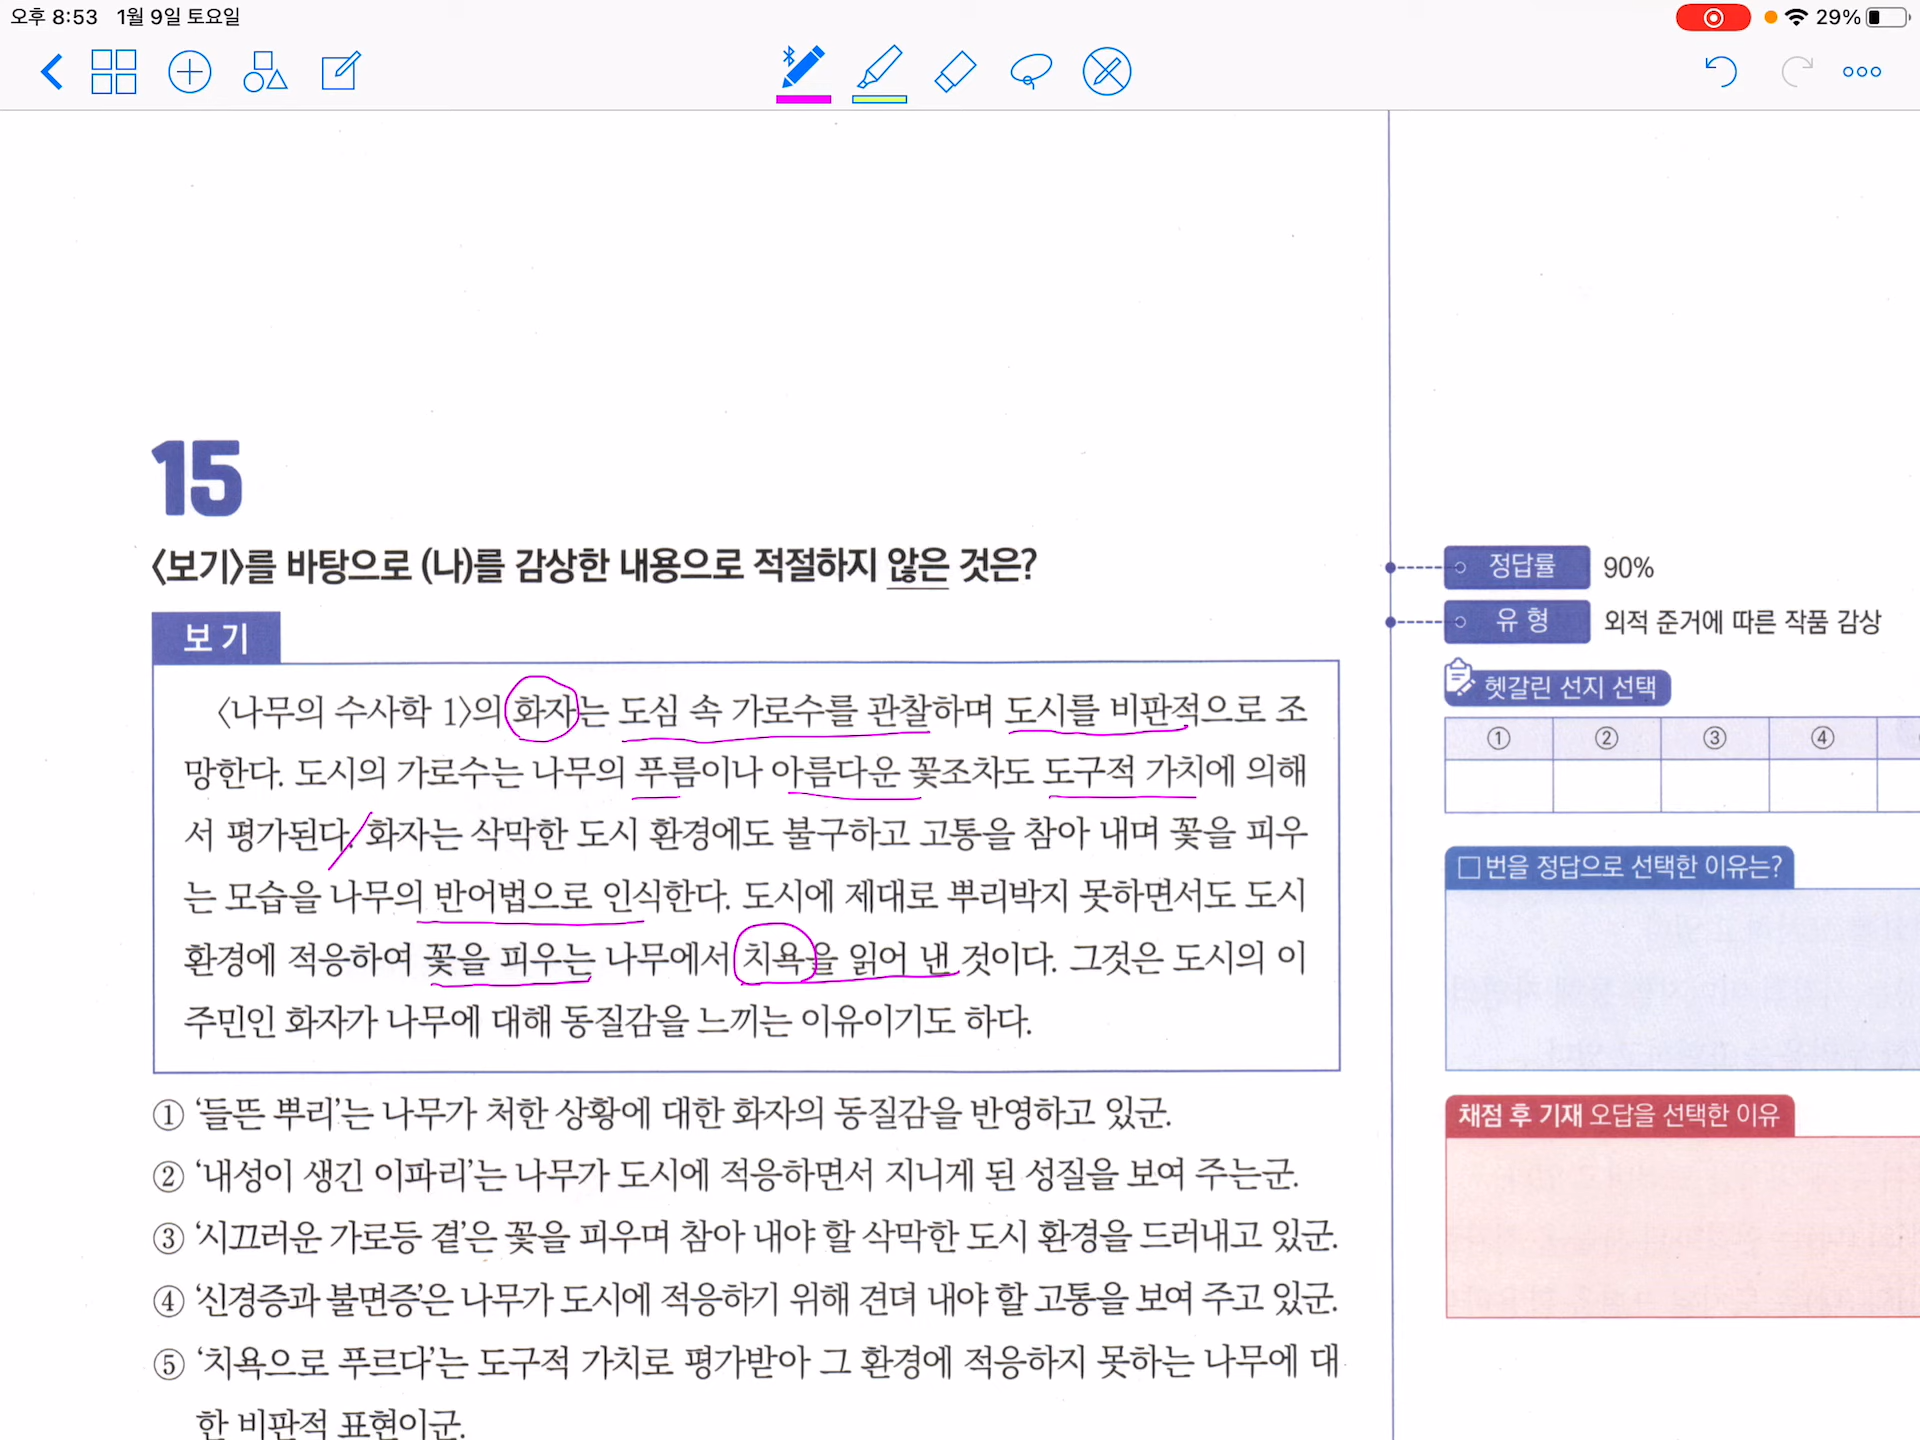 오후 8:53 1월 9일 토요일
29%
15
〈보기〉를 바탕으로 (나)를 감상한 내용으로 적절하지 않은 것은?
보기
〈나무의 수사학 1〉의 화자는 도심 속 가로수를 관찰하며 도시를 비판적으로 조
망한다. 도시의 가로수는 나무의 푸름이나 아름다운 꽃조차도 도구적 가치에 의해
서 평가된다. 화자는 삭막한 도시 환경에도 불구하고 고통을 참아 내며 꽃을 피우
는 모습을 나무의 반어법으로 인식한다. 도시에 제대로 뿌리박지 못하면서도 도시
환경에 적응하여 꽃을 피우는 나무에서 치욕을 읽어 낸 것이다. 그것은 도시의 이
주민인 화자가 나무에 대해 동질감을 느끼는 이유이기도 하다.
① ‘들뜬 뿌리’는 나무가 처한 상황에 대한 화자의 동질감을 반영하고 있군.
② ‘내성이 생긴 이파리’는 나무가 도시에 적응하면서 지니게 된 성질을 보여 주는군.
③ ‘시끄러운 가로등 곁’은 꽃을 피우며 참아 내야 할 삭막한 도시 환경을 드러내고 있군.
④ ‘신경증과 불면증’은 나무가 도시에 적응하기 위해 견뎌 내야 할 고통을 보여 주고 있군.
⑤ ‘치욕으로 푸르다’는 도구적 가치로 평가받아 그 환경에 적응하지 못하는 나무에 대
한 비판적 표현이군.
정답률 90%
유 형 외적 준거에 따른 작품 감상
헷갈린 선지 선택
① ② ③ ④
□번을 정답으로 선택한 이유는?
채점 후 기재 오답을 선택한 이유